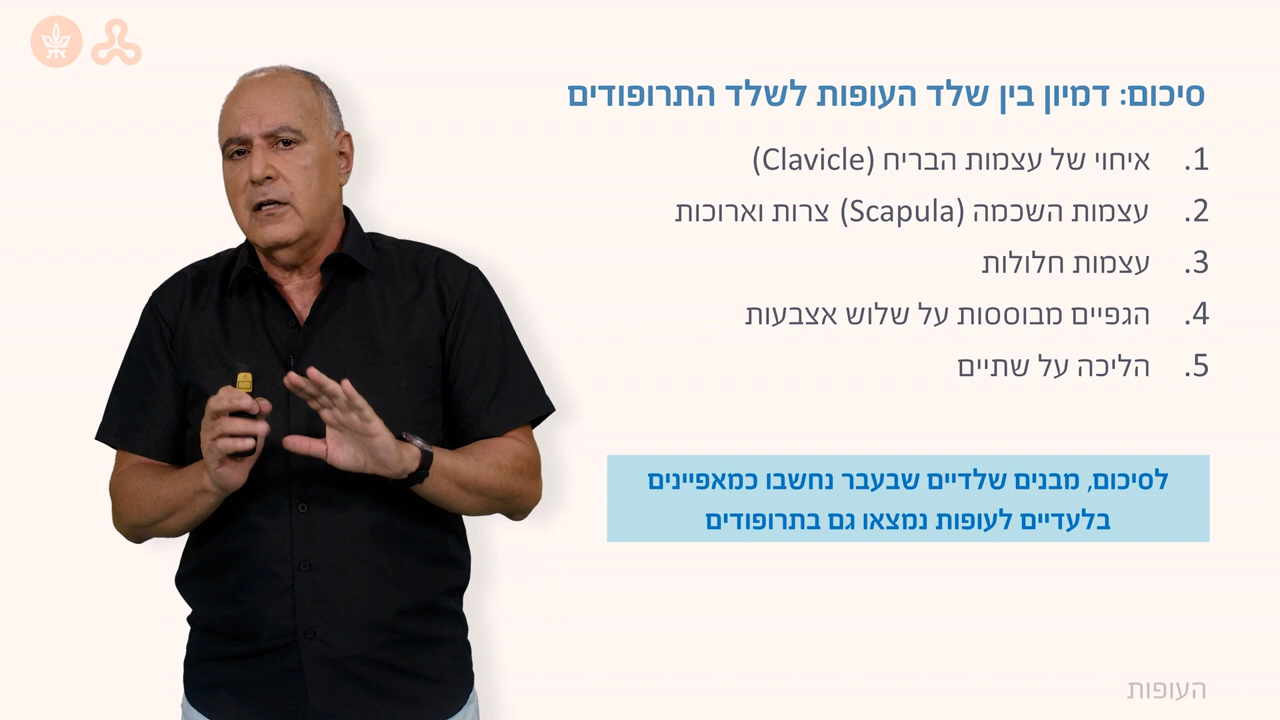 סיכום: דמיון בין שלד העופות לשלד התרופודים
1. איחוי של עצמות הבריח (Clavicle)
2. עצמות השכמה (Scapula) צרות וארוכות
3. עצמות חלולות
4. הגפיים מבוססות על שלוש אצבעות
5. הליכה על שתיים
לסיכום, מבנים שלדיים שבעבר נחשבו כמאפיינים
בלעדיים לעופות נמצאו גם בתרופודים
העופות